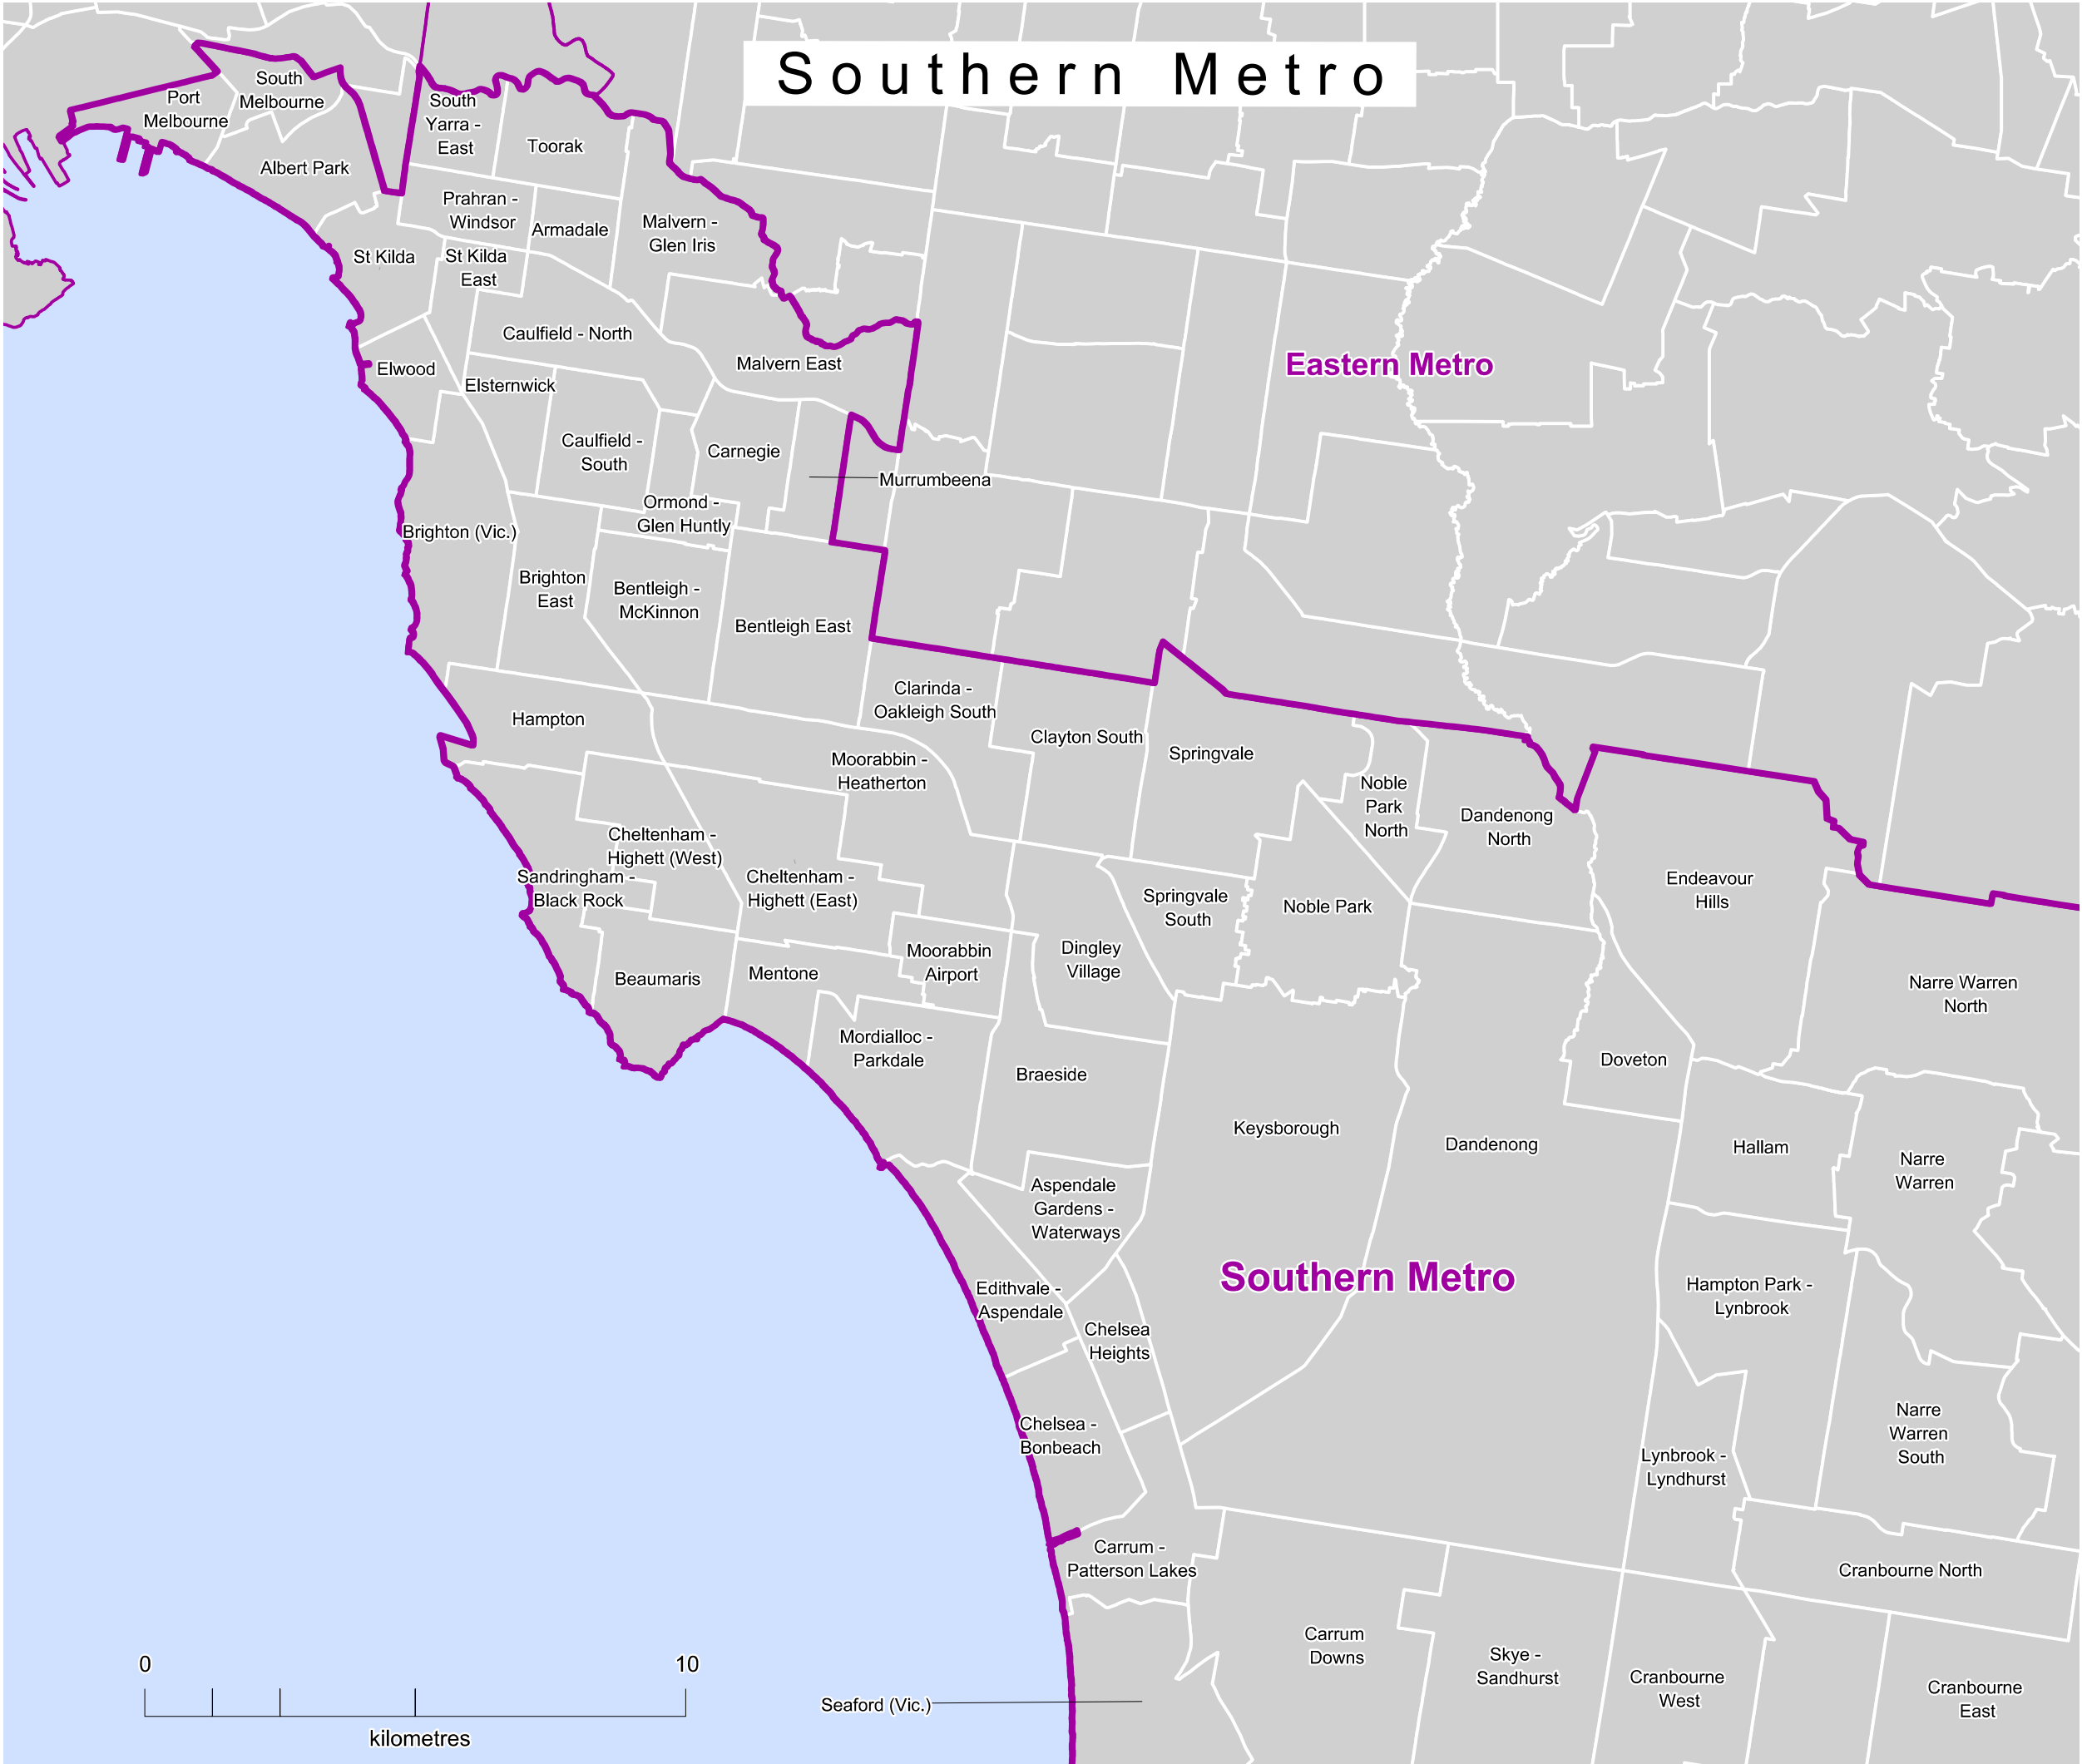 Southern Metro
South
Melbourne
Port
Melbourne
South
Yarra -
East
Toorak
Albert Park
Prahran -
Windsor
Armadale
Malvern -
Glen Iris
St Kilda
St Kilda
East
Caulfield - North
Malvern East
Eastern Metro
Elwood
Elsternwick
Caulfield -
South
Carnegie
Murrumbeena
Ormond -
Glen Huntly
Brighton (Vic.)
Brighton
East
Bentleigh -
McKinnon
Bentleigh East
Clarinda -
Oakleigh South
Hampton
Clayton South
Springvale
Moorabbin -
Heatherton
Noble
Park
North
Dandenong
North
Cheltenham -
Highett (West)
Sandringham -
Black Rock
Cheltenham -
Highett (East)
Springvale
South
Noble Park
Endeavour
Hills
Beaumaris
Mentone
Moorabbin
Airport
Dingley
Village
Narre Warren
North
Mordialloc -
Parkdale
Braeside
Doveton
Keysborough
Dandenong
Hallam
Narre
Warren
Aspendale
Gardens -
Waterways
Southern Metro
Edithvale -
Aspendale
Hampton Park -
Lynbrook
Chelsea
Heights
Chelsea -
Bonbeach
Narre
Warren
South
Lynbrook -
Lyndhurst
Carrum -
Patterson Lakes
Cranbourne North
Carrum
Downs
Skye -
Sandhurst
Cranbourne
West
Cranbourne
East
Seaford (Vic.)
0 10
kilometres